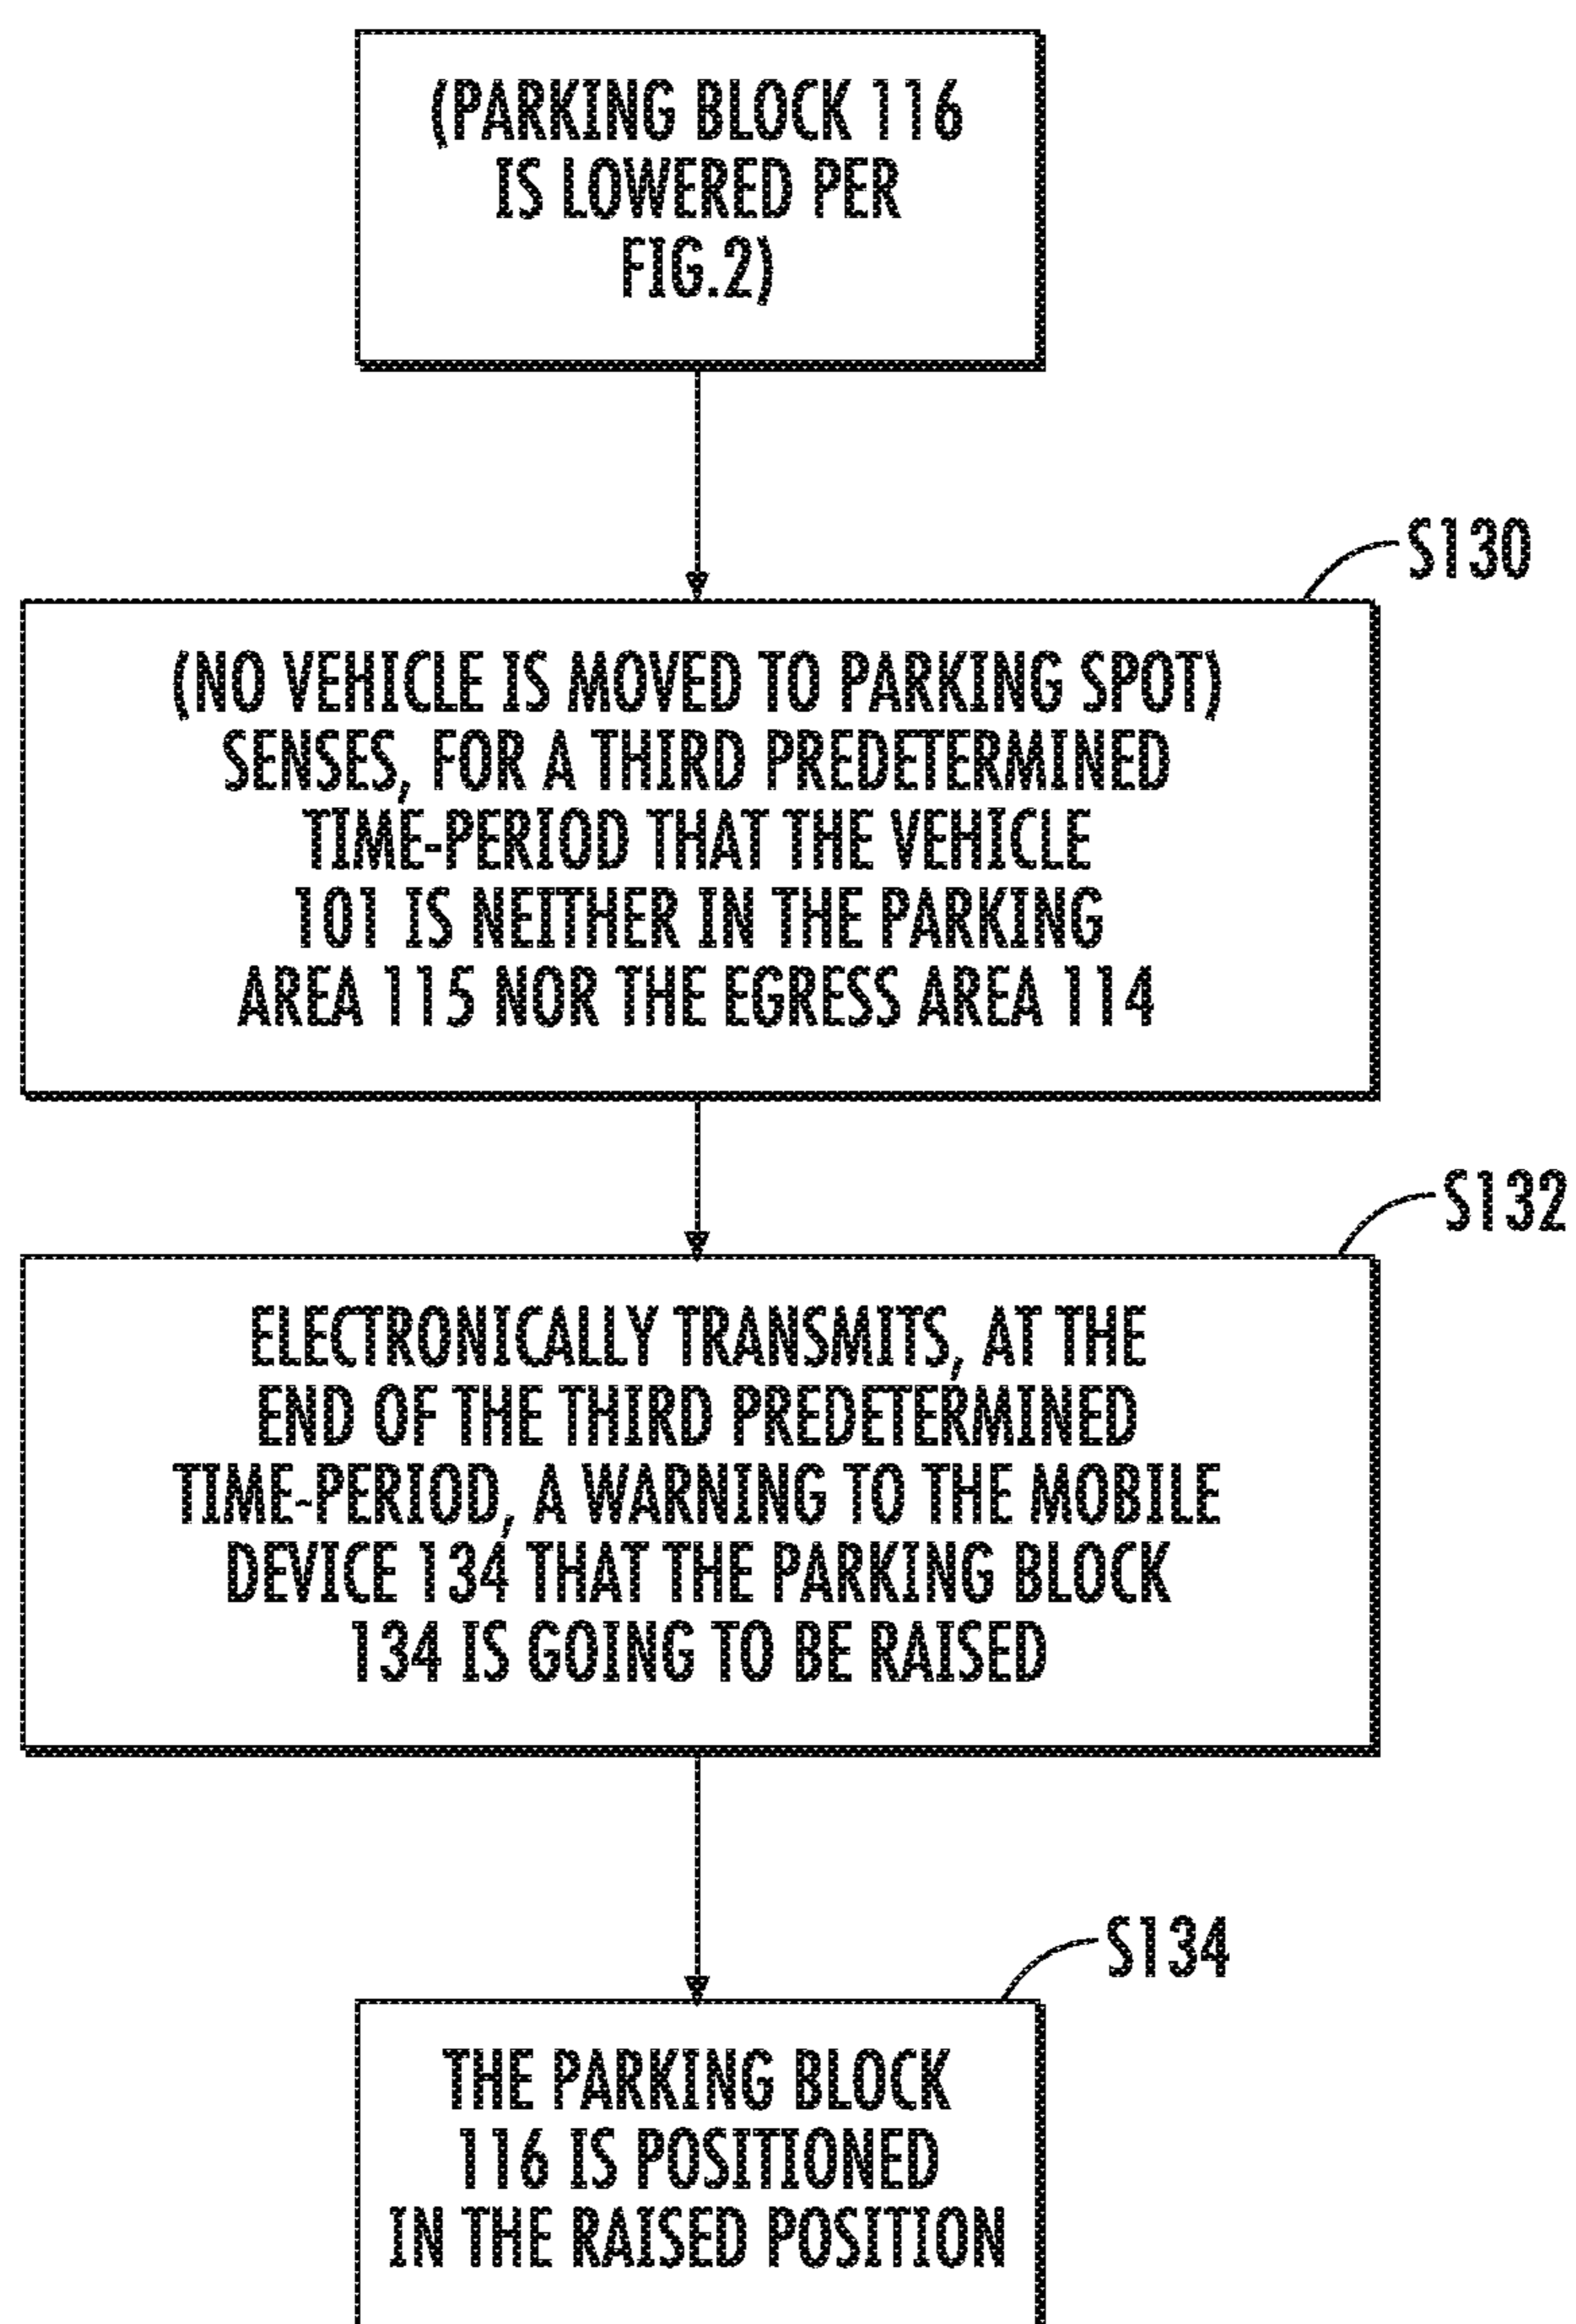 (PARKING BLOCK 116
IS LOWERED PER
FIG.2)
S130
(NO VEHICLE IS MOVED TO PARKING SPOT)
SENSES, FOR A THIRD PREDETERMINED
TIME-PERIOD THAT THE VEHICLE
101 IS NEITHER IN THE PARKING
AREA 115 NOR THE EGRESS AREA 114
S132
ELECTRONICALLY TRANSMITS, AT THE
END OF THE THIRD PREDETERMINED
TIME-PERIOD, A WARNING TO THE MOBILE
DEVICE 134 THAT THE PARKING BLOCK
134 IS GOING TO BE RAISED
S134
THE PARKING BLOCK
116 IS POSITIONED
IN THE RAISED POSITION